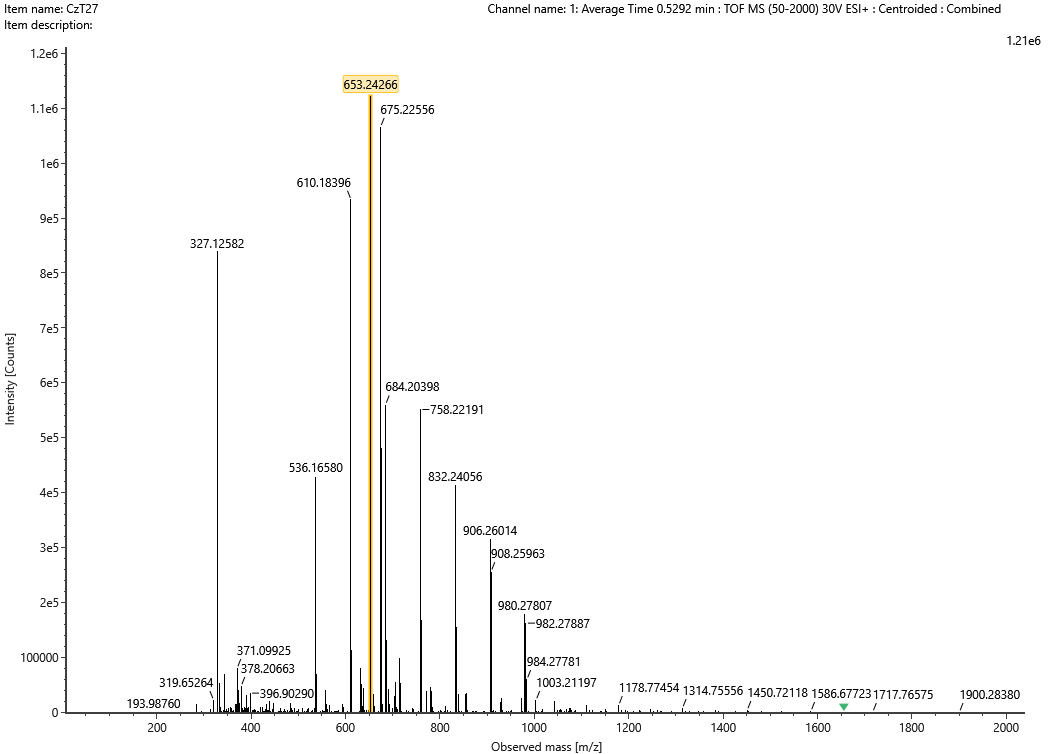 Item name: CzT27
Channel name: 1: Average Time 0.5292 min : TOF MS (50-2000) 30V ESI+ : Centroided : Combined
Item description:
1.21e6
1.2e6
653.24266
1.1e6
675.22556
1e6
610.18396
9e5
327.12582
8e5
7e5
6e5
684.20398
758.22191
5e5
536.16580
832.24056
4e5
906.26014
3e5
908.25963
2e5
980.27807
982.27887
100000
371.09925
378.20663
984.27781
319.65264
396.90290
1003.21197
1178.77454
1314.75556
1450.72118
1586.67723
1717.76575
1900.28380
193.98760
0
200
400
600
800
1000
1200
1400
1600
1800
2000
Intensity [Counts]
Observed mass [m/z]